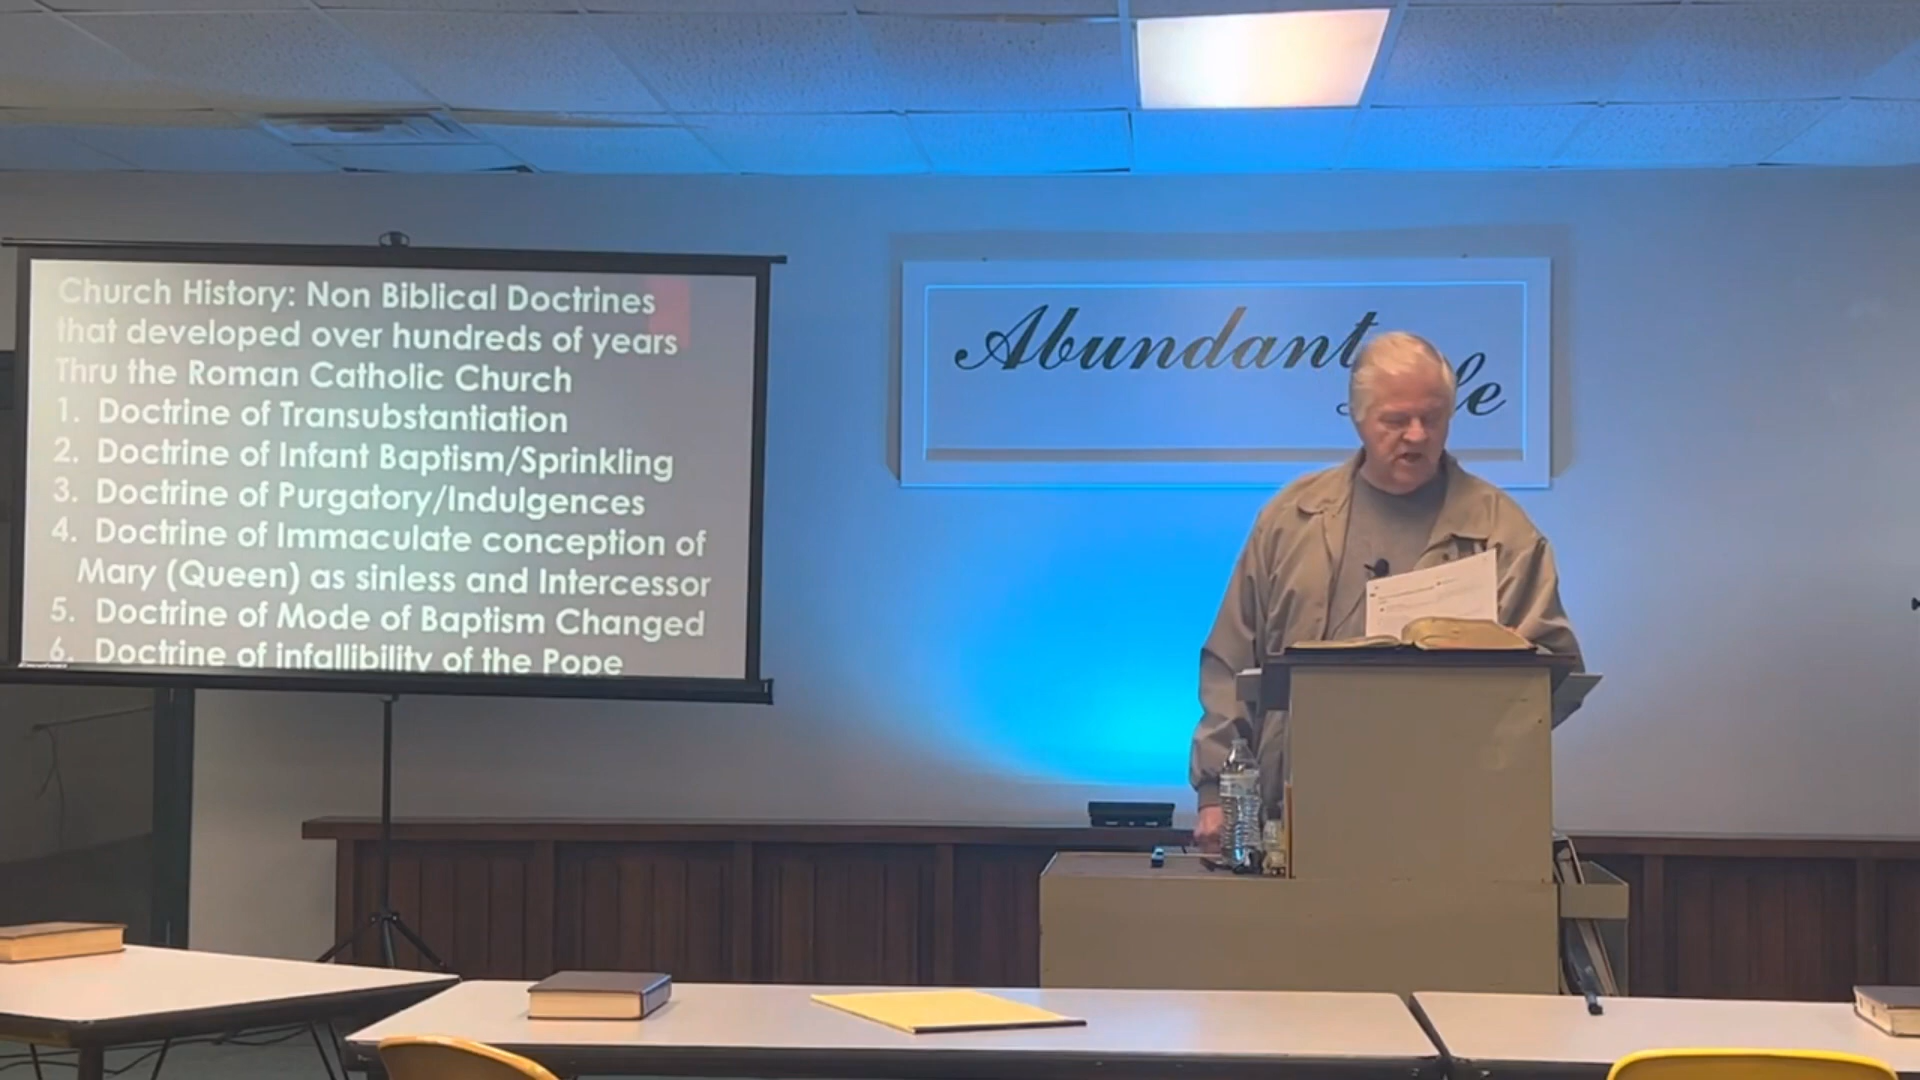 Church History: Non Biblical Doctrines
that developed over hundreds of years
Thru the Roman Catholic Church
1. Doctrine of Transubstantiation
2. Doctrine of Infant Baptism/Sprinkling
3. Doctrine of Purgatory/Indulgences
4. Doctrine of Immaculate conception of
Mary (Queen) as sinless and Intercessor
5. Doctrine of Mode of Baptism Changed
6. Doctrine of infallibility of the Pope
Abundant